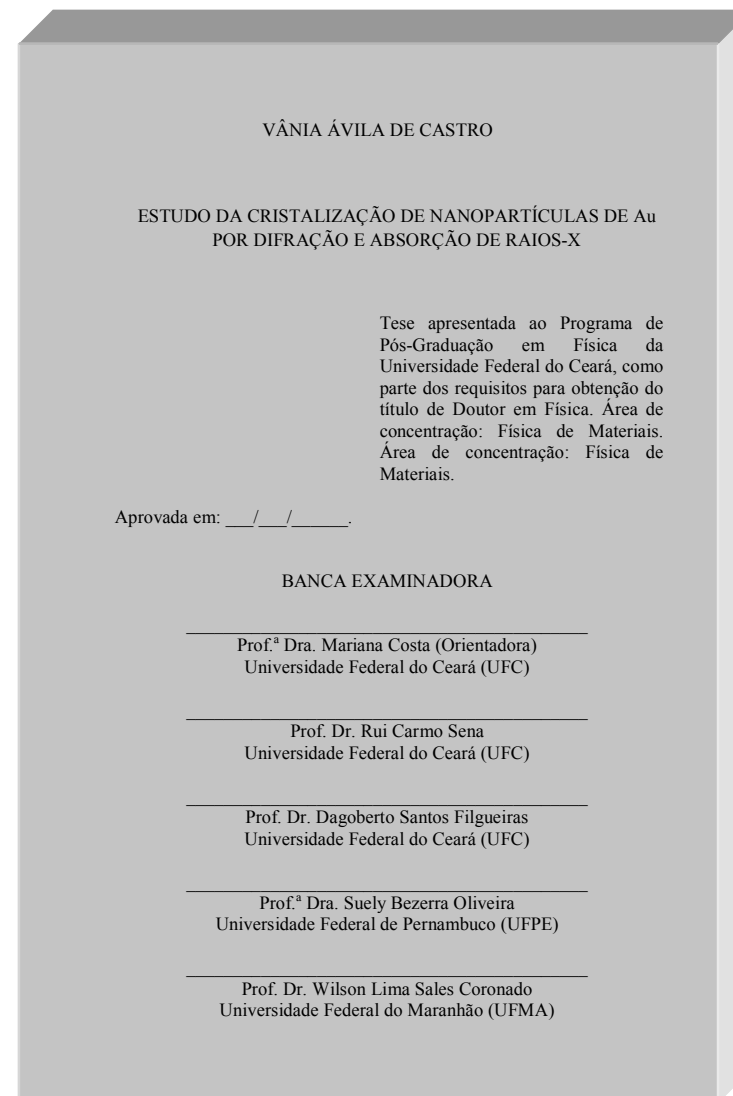 VÂNIA ÁVILA DE CASTRO
ESTUDO DA CRISTALIZAÇÃO DE NANOPARTÍCULAS DE Au
POR DIFRAÇÃO E ABSORÇÃO DE RAIOS-X
Tese apresentada ao Programa de
Pós-Graduação em Física da
Universidade Federal do Ceará, como
parte dos requisitos para obtenção do
título de Doutor em Física. Área de
concentração: Física de Materiais.
Área de concentração: Física de
Materiais.
Aprovada em: ___/___/______.
BANCA EXAMINADORA
Prof.ª Dra. Mariana Costa (Orientadora)
Universidade Federal do Ceará (UFC)
Prof. Dr. Rui Carmo Sena
Universidade Federal do Ceará (UFC)
Prof. Dr. Dagoberto Santos Filgueiras
Universidade Federal do Ceará (UFC)
Prof.ª Dra. Suely Bezerra Oliveira
Universidade Federal de Pernambuco (UFPE)
Prof. Dr. Wilson Lima Sales Coronado
Universidade Federal do Maranhão (UFMA)